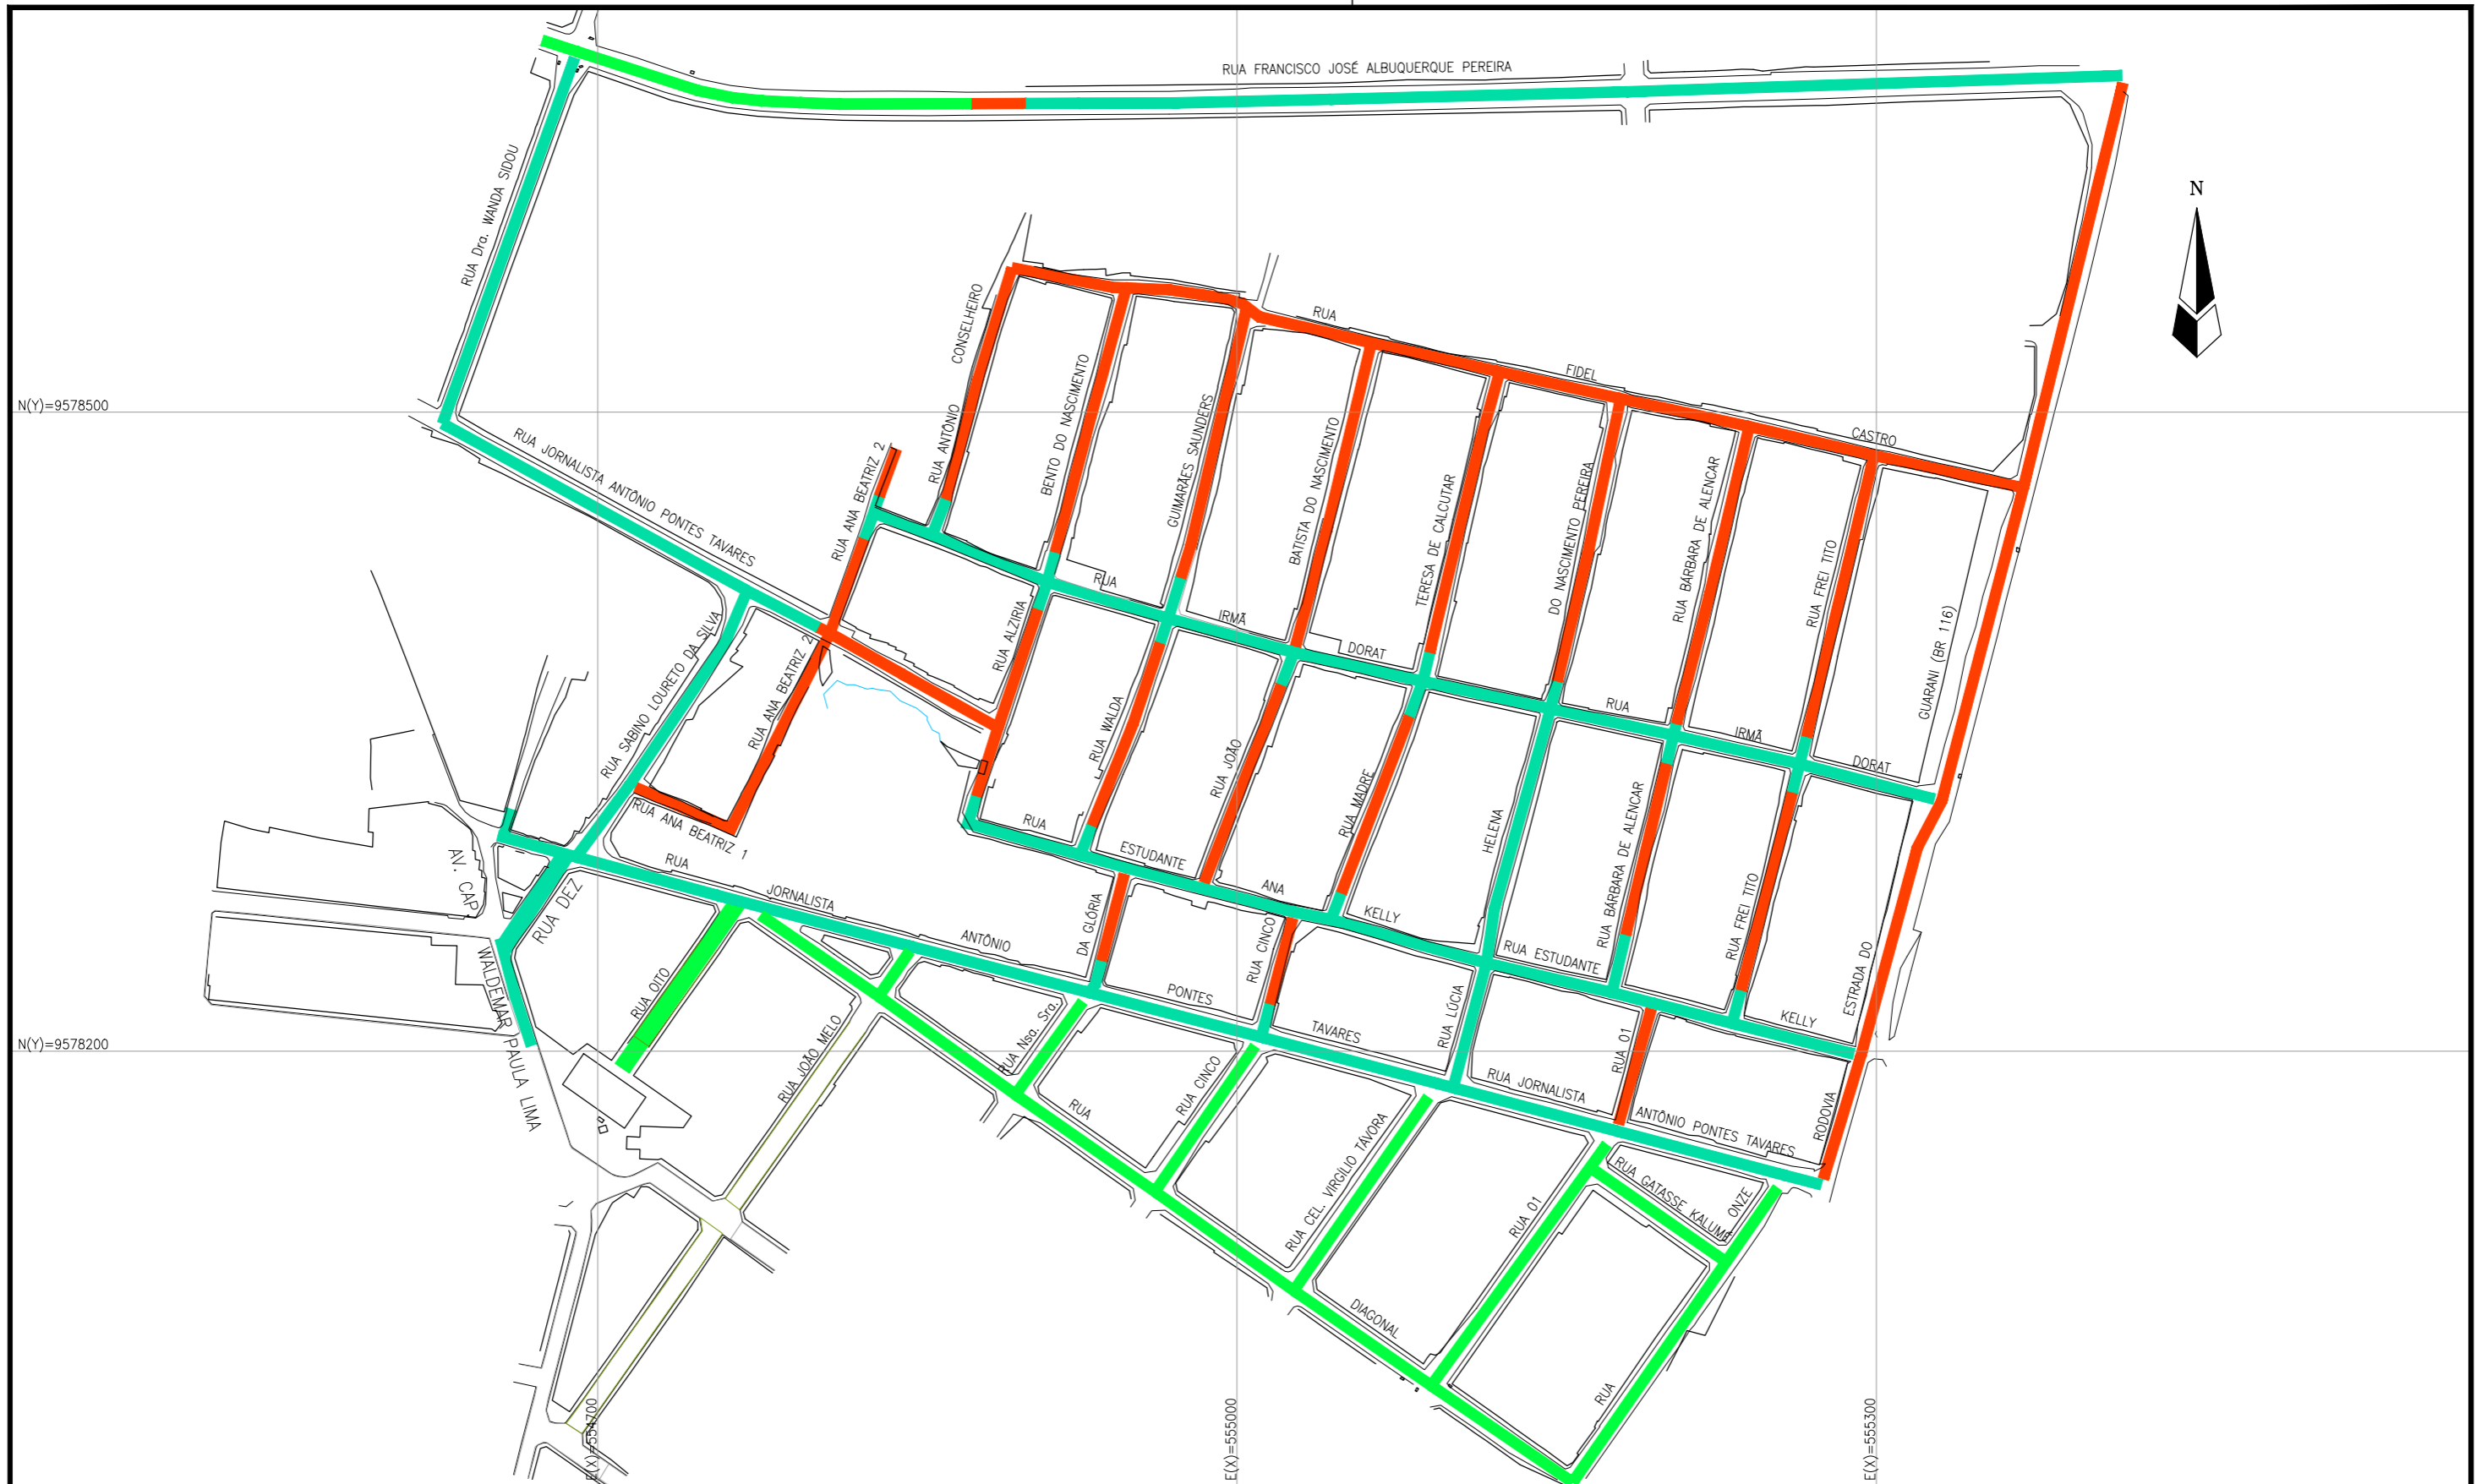 RUA FRANCISCO JOSÉ ALBUQUERQUE PEREIRA
RUA Dra. WANDA SIDOU
N
CONSELHEIRO
RUA ANTÔNIO
RUA
FIDEL
CASTRO
N(Y)=9578500
RUA JORNALISTA ANTÔNIO PONTES TAVARES
RUA ANA BEATRIZ 2
BENTO DO NASCIMENTO
RUA ALZIRIA
GUIMARÃES SAUNDERS
RUA WALDA
BATISTA DO NASCIMENTO
RUA JOÃO
TERESA DE CALCUTAR
RUA MADRE
DO NASCIMENTO PEREIRA
HELENA
RUA LÚCIA
RUA BÁRBARA DE ALENCAR
RUA FREI TITO
GUARANI (BR 116)
ESTRADA DO
RODOVIA
RUA
IRMÃ
DORAT
RUA
IRMÃ
DORAT
RUA SABINO LOURETO DA SILVA
RUA ANA BEATRIZ 2
RUA ANA BEATRIZ 1
RUA BÁRBARA DE ALENCAR
RUA FREI TITO
RUA
ESTUDANTE
ANA
KELLY
RUA ESTUDANTE
KELLY
AV. CAP.
WALDEMAR PAULA LIMA
RUA DEZ
RUA
JORNALISTA
ANTÔNIO
PONTES
TAVARES
RUA JORNALISTA
ANTÔNIO PONTES TAVARES
DA GLÓRIA
RUA Nsa. Sra.
RUA CINCO
RUA CINCO
RUA 01
RUA OITO
RUA JOÃO MELO
N(Y)=9578200
RUA
DIAGONAL
RUA CEL. VIRGÍLIO TÁVORA
RUA 01
RUA GATASSE KALUME
ONZE
RUA
E(X)=554700
E(X)=555000
E(X)=555300